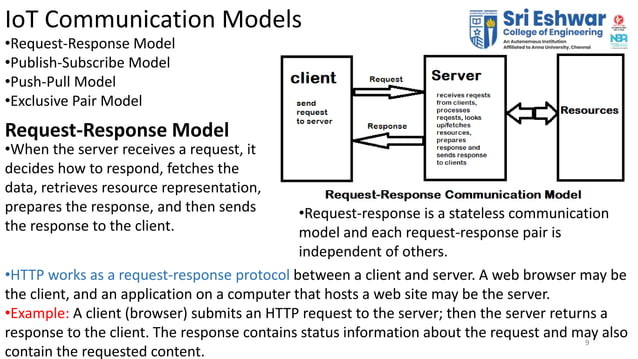 IoT Communication Models
Sri Eshwar
College of Engineering
An Autonomous Institution
Affiliated to Anna University, Chennai
•Request-Response Model
•Publish-Subscribe Model
•Push-Pull Model
•Exclusive Pair Model
Request-Response Model
•When the server receives a request, it
decides how to respond, fetches the
data, retrieves resource representation,
prepares the response, and then sends
the response to the client.
client
send
request
to server
Request
Response
Server
receives reqests
from clients,
processes
reqests, looks
up/fetches
resources,
prepares
response and
sends response
to clients
Resources
Request-Response Communication Model
•Request-response is a stateless communication
model and each request-response pair is
independent of others.
•HTTP works as a request-response protocol between a client and server. A web browser may be
the client, and an application on a computer that hosts a web site may be the server.
•Example: A client (browser) submits an HTTP request to the server; then the server returns a
response to the client. The response contains status information about the request and may also
contain the requested content.
9